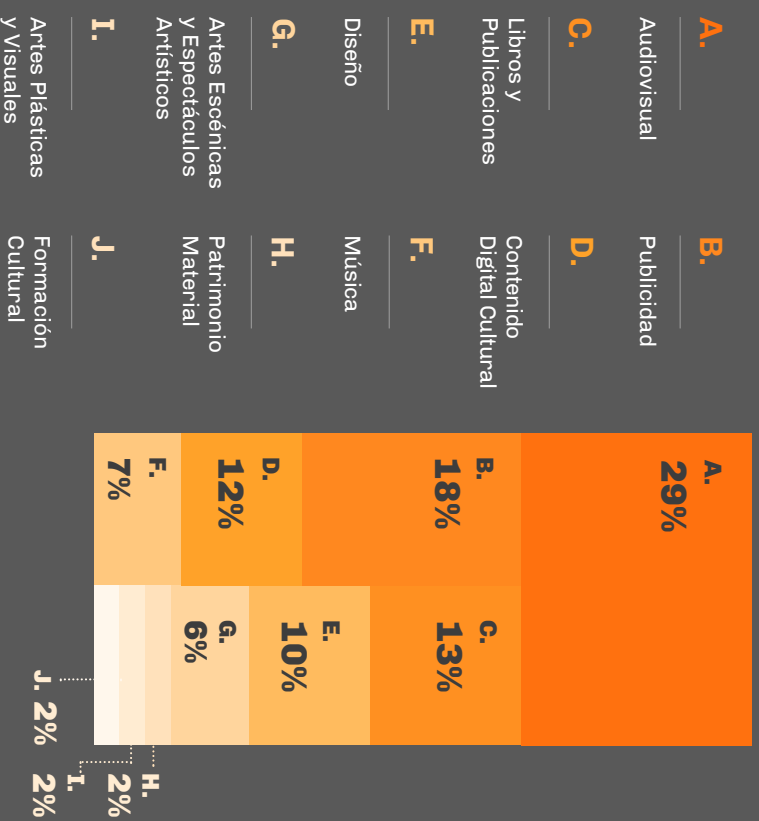 A.
Audiovisual
B.
Publicidad
C.
Libros y
Publicaciones
D.
Contenido
Digital Cultural
E.
Diseño
F.
Música
G.
Artes Escénicas
y Espectáculos
Artísticos
H.
Patrimonio
Material
I.
Artes Plásticas
y Visuales
J.
Formación
Cultural
A.
29%
B.
18%
C.
13%
D.
12%
E.
10%
F.
7%
G.
6%
H.
2%
I.
2%
J. 2%